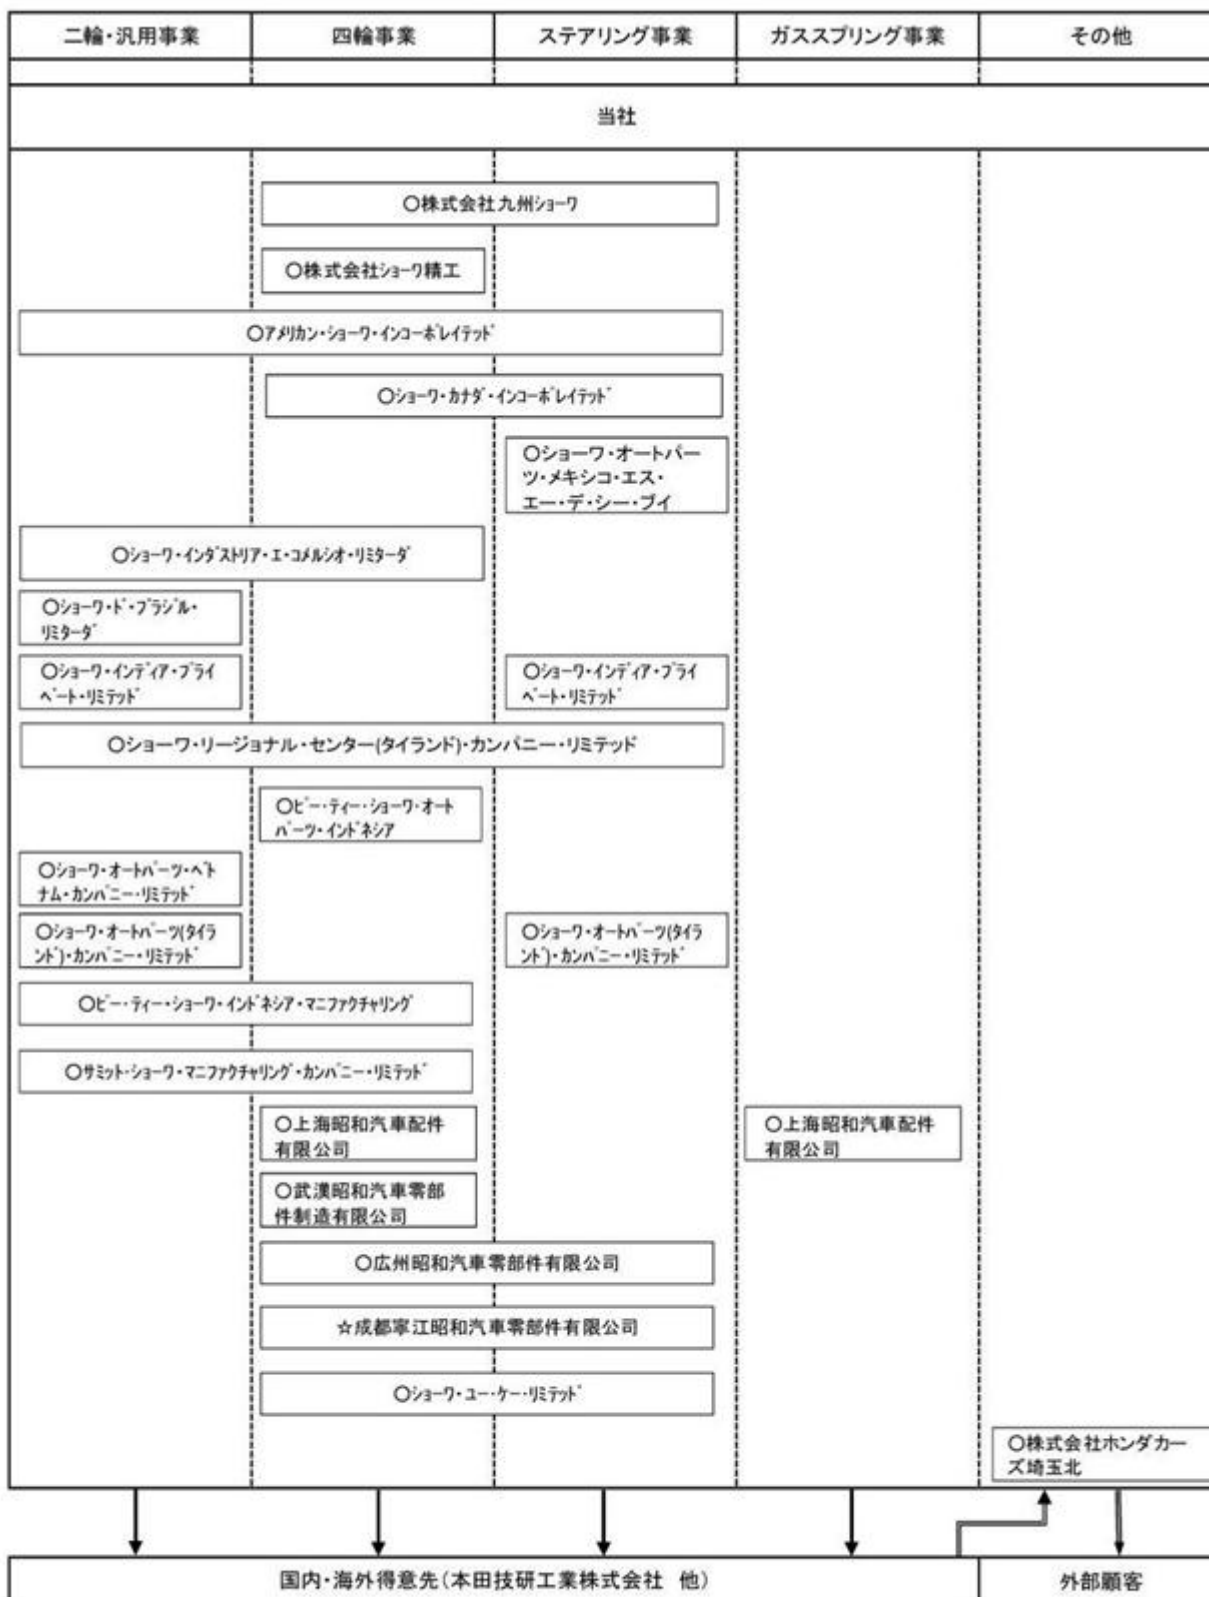 二輪・汎用事業
四輪事業
ステアリング事業
ガススプリング事業
その他
当社
〇株式会社九州ｼｮｰﾜ
〇株式会社ｼｮｰﾜ精工
〇ｱﾒﾘｶﾝ・ｼｮｰﾜ・ｲﾝｺｰﾎﾟﾚｲﾃｯﾄﾞ
〇ｼｮｰﾜ・ｶﾅﾀﾞ・ｲﾝｺｰﾎﾟﾚｲﾃｯﾄﾞ
〇ショーワ・オートパー
ツ・メキシコ・エス・
エー・デ・シー・ブイ
〇ｼｮｰﾜ・ｲﾝﾀﾞｽﾄﾘｱ・ｴ・ｺﾒﾙｼｵ・ﾘﾐﾀｰﾀﾞ
〇ｼｮｰﾜ・ﾄﾞ・ﾌﾞﾗｼﾞﾙ・
ﾘﾐﾀｰﾀﾞ
〇ｼｮｰﾜ・ｲﾝﾃﾞｨｱ・ﾌﾟﾗｲ
ﾍﾞｰﾄ・ﾘﾐﾃｯﾄﾞ
〇ｼｮｰﾜ・ｲﾝﾃﾞｨｱ・ﾌﾟﾗｲ
ﾍﾞｰﾄ・ﾘﾐﾃｯﾄﾞ
〇ショーワ・リージョナル・センター(タイランド)・カンパニー・リミテッド
〇ﾋﾟｰ・ﾃｨｰ・ｼｮｰﾜ・ｵｰﾄ
ﾊﾟｰﾂ・ｲﾝﾄﾞﾈｼｱ
〇ｼｮｰﾜ・ｵｰﾄﾊﾟｰﾂ・ﾍﾞﾄ
ﾅﾑ・ｶﾝﾊﾟﾆｰ・ﾘﾐﾃｯﾄﾞ
〇ｼｮｰﾜ・ｵｰﾄﾊﾟｰﾂ(ﾀｲﾗ
ﾝﾄﾞ)・ｶﾝﾊﾟﾆｰ・ﾘﾐﾃｯﾄﾞ
〇ｼｮｰﾜ・ｵｰﾄﾊﾟｰﾂ(ﾀｲﾗ
ﾝﾄﾞ)・ｶﾝﾊﾟﾆｰ・ﾘﾐﾃｯﾄﾞ
〇ﾋﾟｰ・ﾃｨｰ・ｼｮｰﾜ・ｲﾝﾄﾞﾈｼｱ・ﾏﾆﾌｧｸﾁｬﾘﾝｸﾞ
〇ｻﾐｯﾄ・ｼｮｰﾜ・ﾏﾆﾌｧｸﾁｬﾘﾝｸﾞ・ｶﾝﾊﾟﾆｰ・ﾘﾐﾃｯﾄﾞ
〇上海昭和汽車配件
有限公司
〇上海昭和汽車配件
有限公司
〇武漢昭和汽車零部
件制造有限公司
〇広州昭和汽車零部件有限公司
☆成都寧江昭和汽車零部件有限公司
〇ｼｮｰﾜ・ﾕｰ・ｹｰ・ﾘﾐﾃｯﾄﾞ
〇株式会社ホンダカー
ズ埼玉北
国内・海外得意先(本田技研工業株式会社 他)
外部顧客